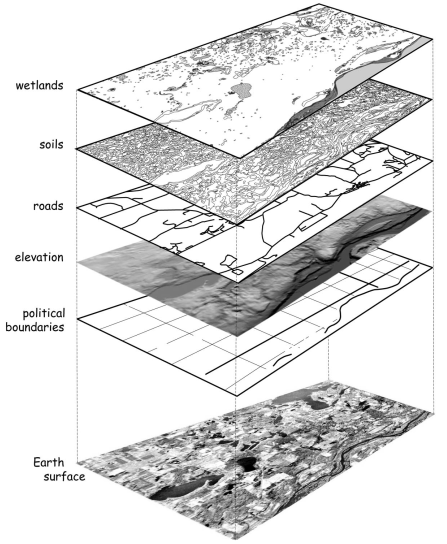 wetlands
soils
roads
elevation
political
boundaries
Earth
surface